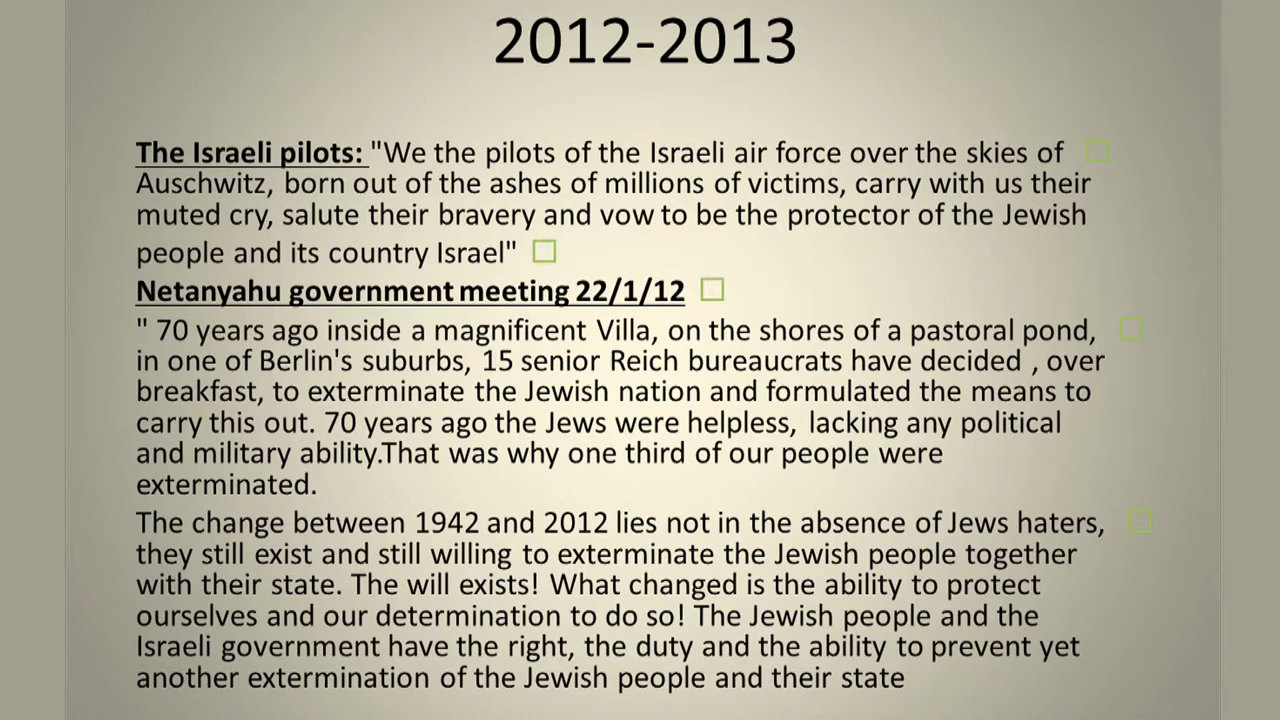 2012-2013
The Israeli pilots: "We the pilots of the Israeli air force over the skies of
Auschwitz, born out of the ashes of millions of victims, carry with us their
muted cry, salute their bravery and vow to be the protector of the Jewish
people and its country Israel"
Netanyahu government meeting 22/1/12
" 70 years ago inside a magnificent Villa, on the shores of a pastoral pond,
in one of Berlin's suburbs, 15 senior Reich bureaucrats have decided , over
breakfast, to exterminate the Jewish nation and formulated the means to
carry this out. 70 years ago the Jews were helpless, lacking any political
and military ability.That was why one third of our people were
exterminated.
The change between 1942 and 2012 lies not in the absence of Jews haters,
they still exist and still willing to exterminate the Jewish people together
with their state. The will exists! What changed is the ability to protect
ourselves and our determination to do so! The Jewish people and the
Israeli government have the right, the duty and the ability to prevent yet
another extermination of the Jewish people and their state